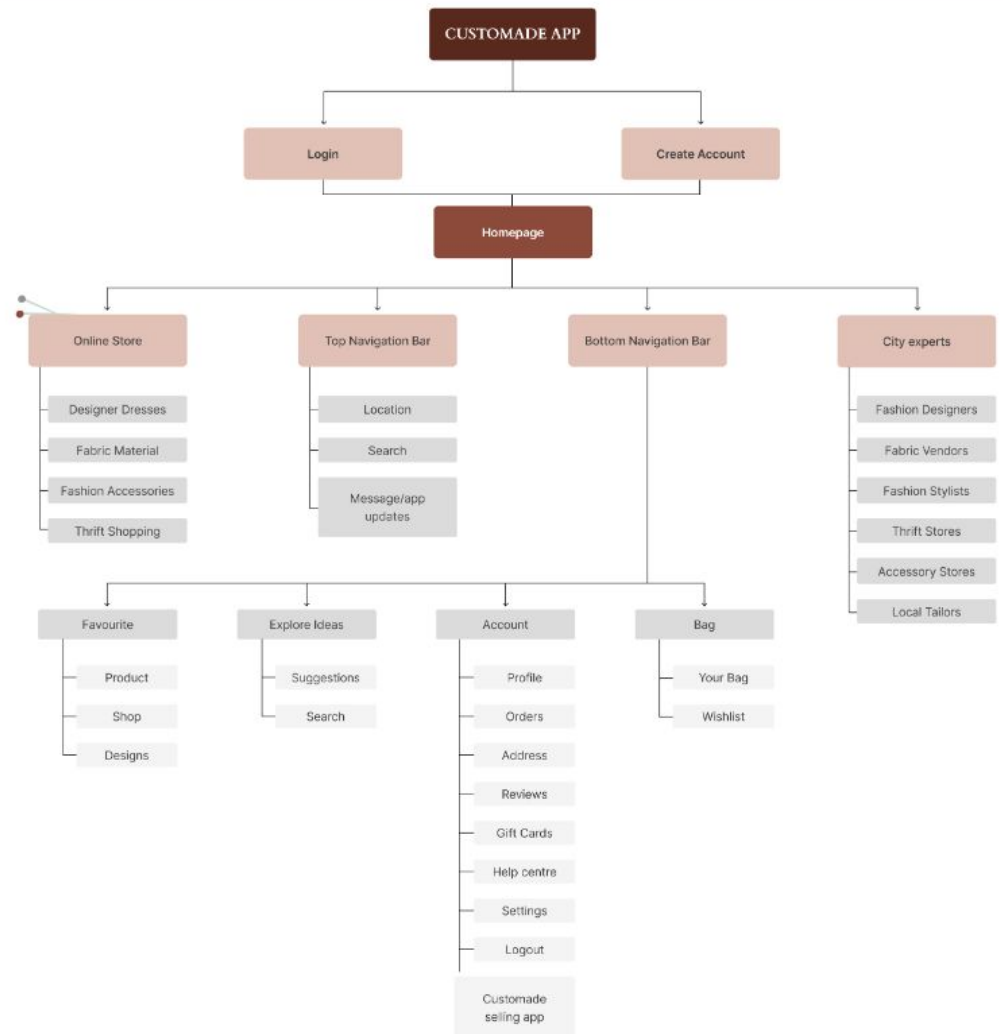 CUSTOMADE APP
Login
Create Account
Homepage
Online Store
Top Navigation Bar
Bottom Navigation Bar
City experts
Designer Dresses
Fabric Material
Fashion Accessories
Thrift Shopping
Location
Search
Message/app
updates
Fashion Designers
Fabric Vendors
Fashion Stylists
Thrift Stores
Accessory Stores
Local Tailors
Favourite
Product
Shop
Designs
Explore Ideas
Suggestions
Search
Account
Profile
Orders
Address
Reviews
Gift Cards
Help centre
Settings
Logout
Customade
selling app
Bag
Your Bag
Wishlist